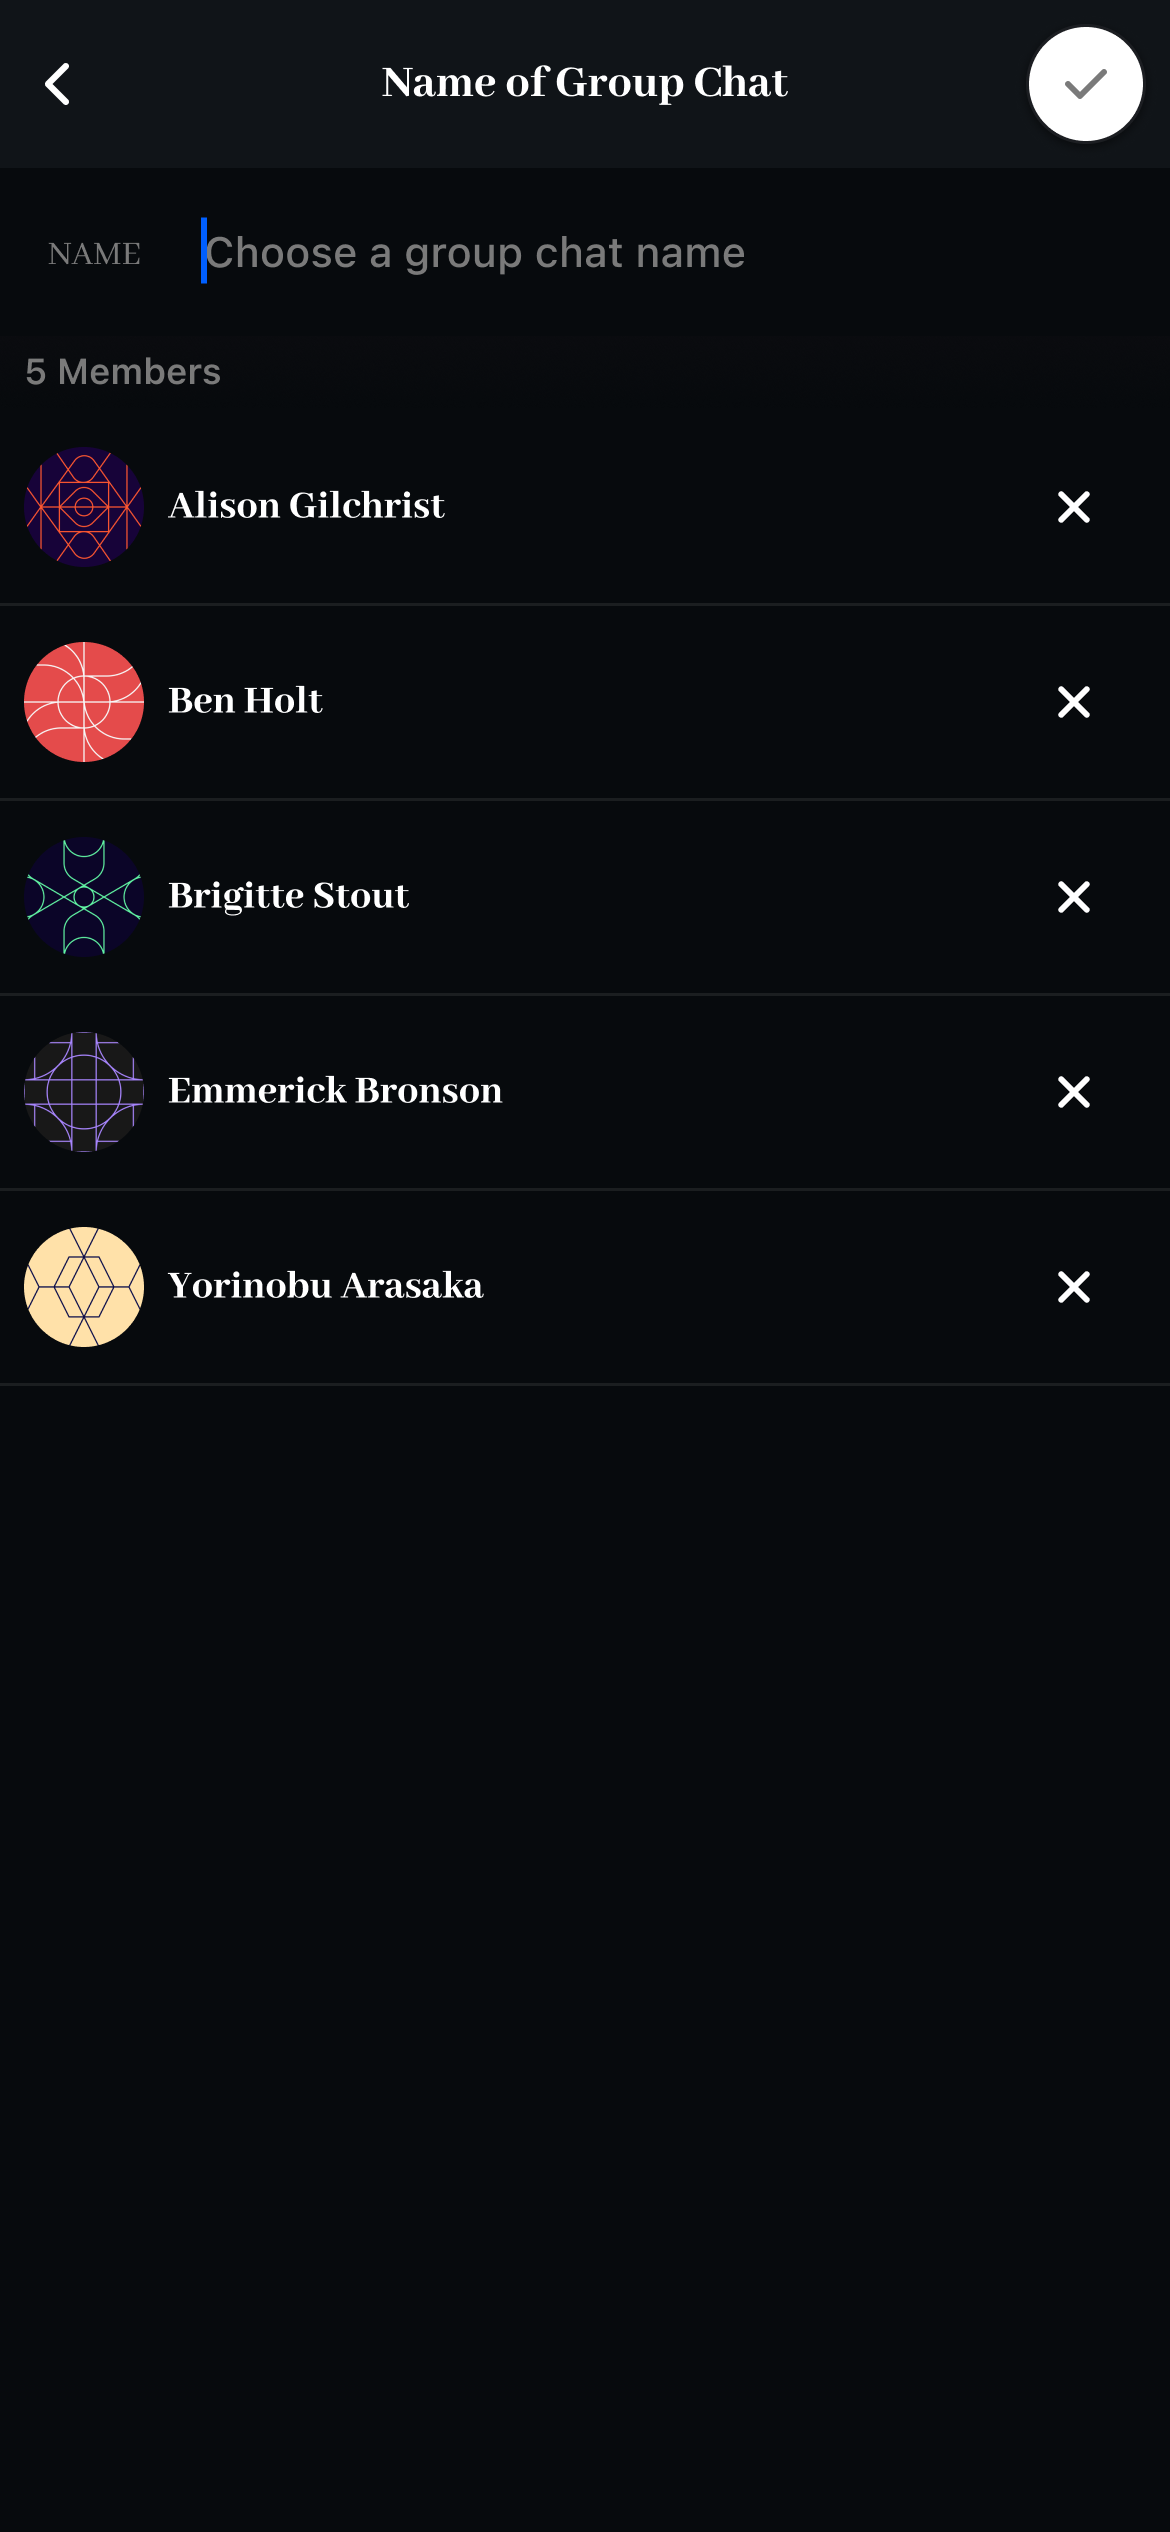 Name of Group Chat
NAME Choose a group chat name
5 Members
Alison Gilchrist
Ben Holt
Brigitte Stout
Emmerick Bronson
Yorinobu Arasaka